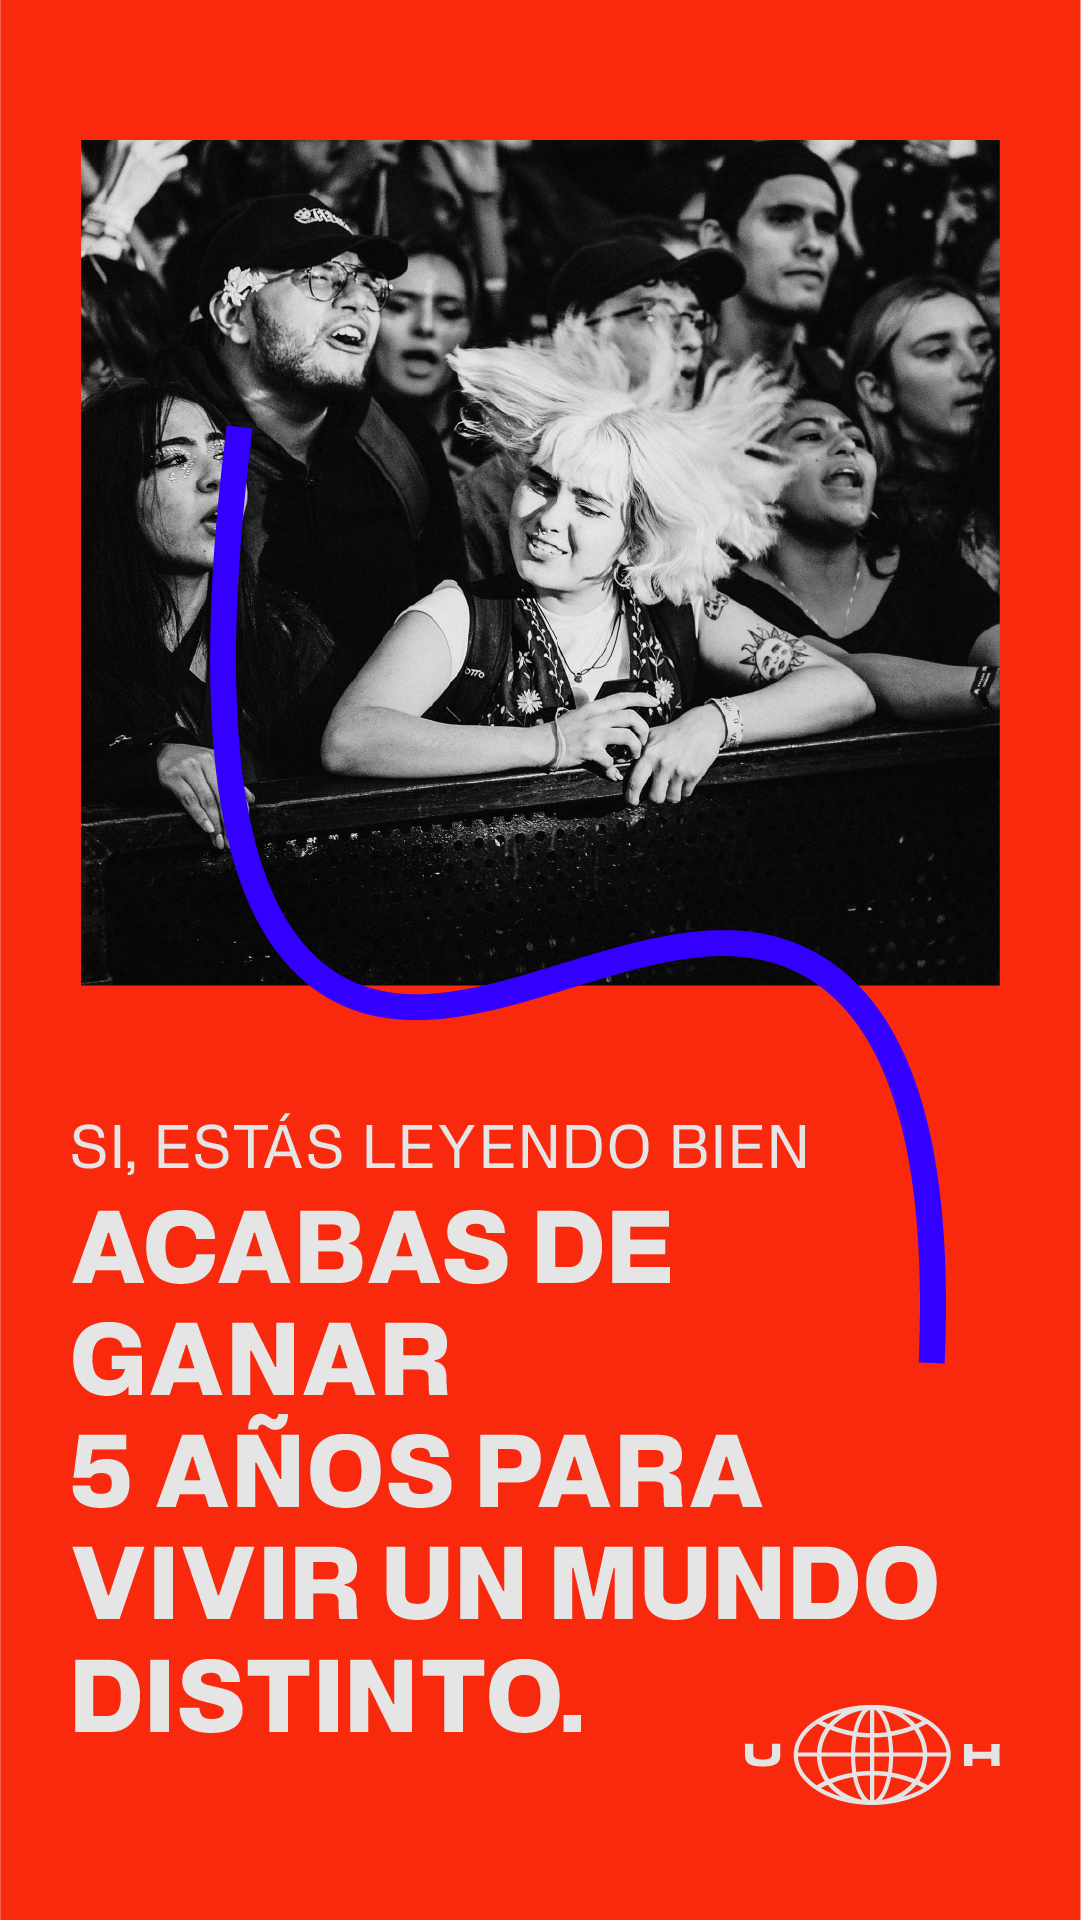 SI, ESTÁS LEYENDO BIEN
ACABAS DE
GANAR
5 AÑOS PARA
VIVIR UN MUNDO
DISTINTO.
U H